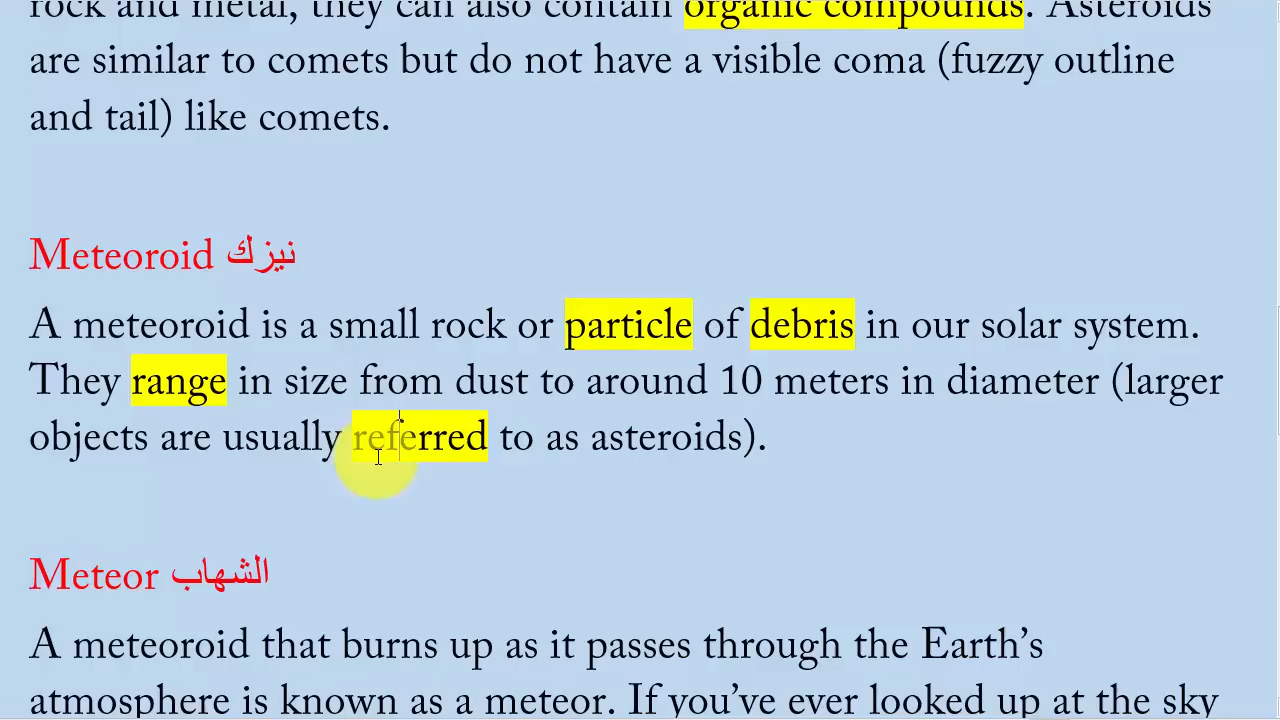 rock and metal, they can also contain organic compounds. Asteroids
are similar to comets but do not have a visible coma (fuzzy outline
and tail) like comets.
Meteoroid نيزك
A meteoroid is a small rock or particle of debris in our solar system.
They range in size from dust to around 10 meters in diameter (larger
objects are usually referred to as asteroids).
Meteor الشهاب
A meteoroid that burns up as it passes through the Earth’s
atmosphere is known as a meteor. If you’ve ever looked up at the sky